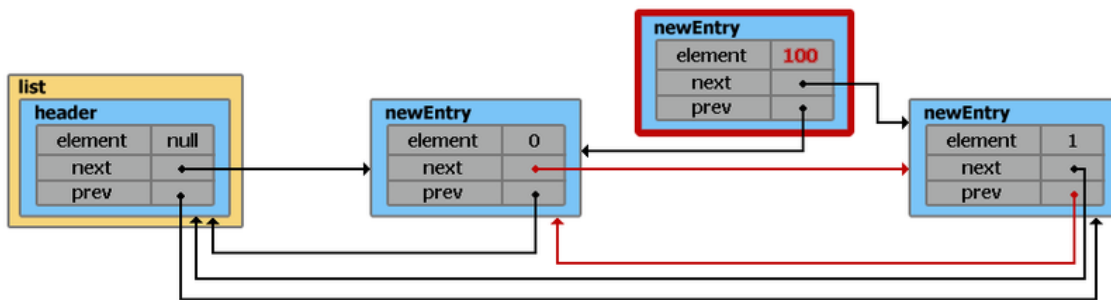 newEntry
element 100
next
prev
list
header
element null
next
prev
newEntry
element 0
next
prev
newEntry
element 1
next
prev